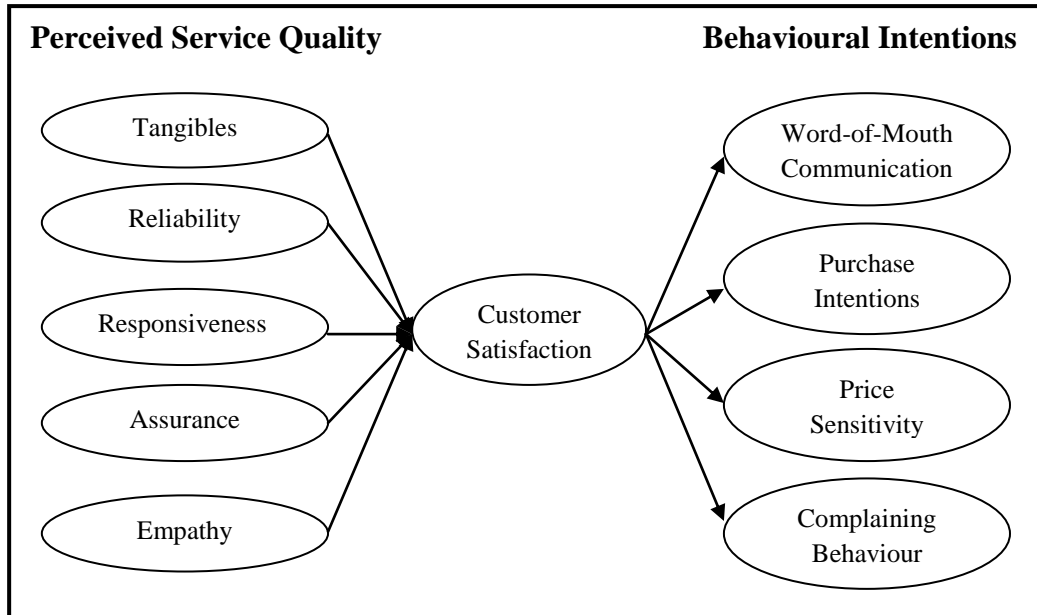 Perceived Service Quality
Behavioural Intentions
Tangibles
Reliability
Responsiveness
Assurance
Empathy
Customer
Satisfaction
Word-of-Mouth
Communication
Purchase
Intentions
Price
Sensitivity
Complaining
Behaviour